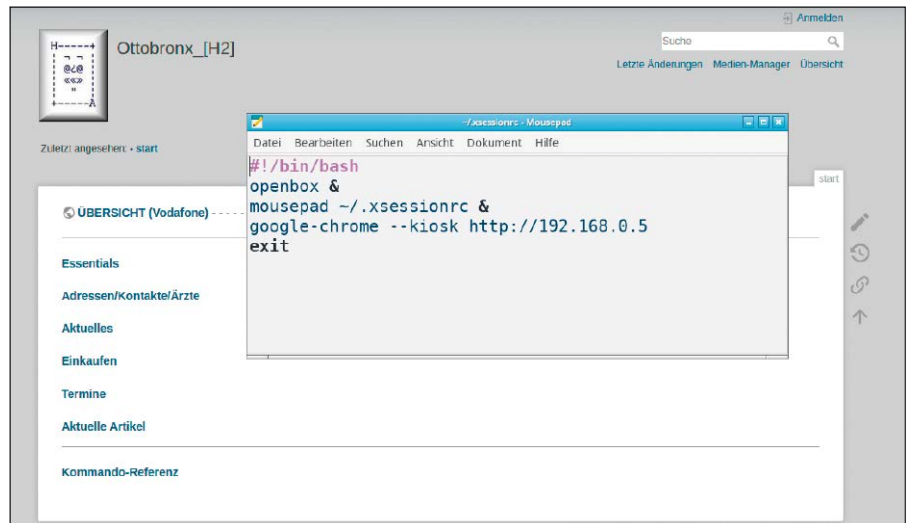 Anmelden
Ottobronx_[H2]
Suche
Letzte Änderungen Medien-Manager Übersicht
Zuletzt angesehen: • start
~/.xsessionrc - Mousepad
Datei Bearbeiten Suchen Ansicht Dokument Hilfe
#!/bin/bash
openbox &
mousepad ~/.xsessionrc &
google-chrome --kiosk http://192.168.0.5
exit
start
ÜBERSICHT (Vodafone) - - - - -
Essentials
Adressen/Kontakte/Ärzte
Aktuelles
Einkaufen
Termine
Aktuelle Artikel
Kommando-Referenz